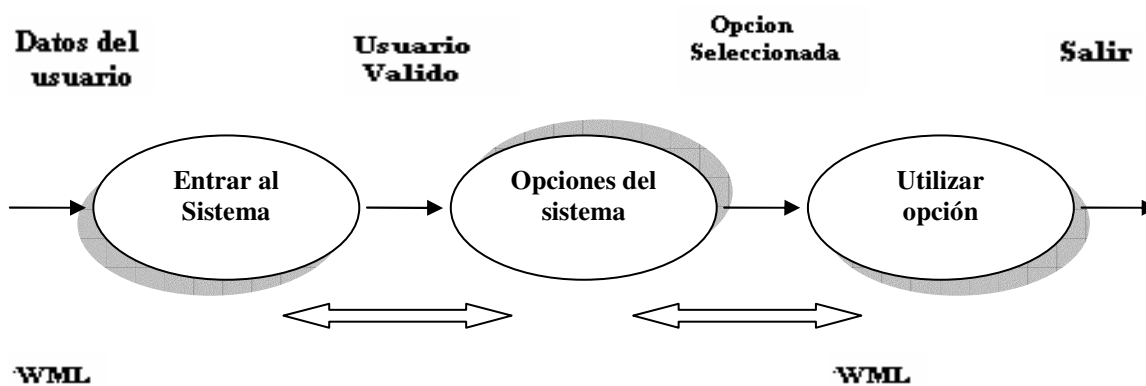 Datos del
usuario
Usuario
Valido
Opcion
Seleccionada
Salir
Entrar al
Sistema
Opciones del
sistema
Utilizar
opción
WML
WML